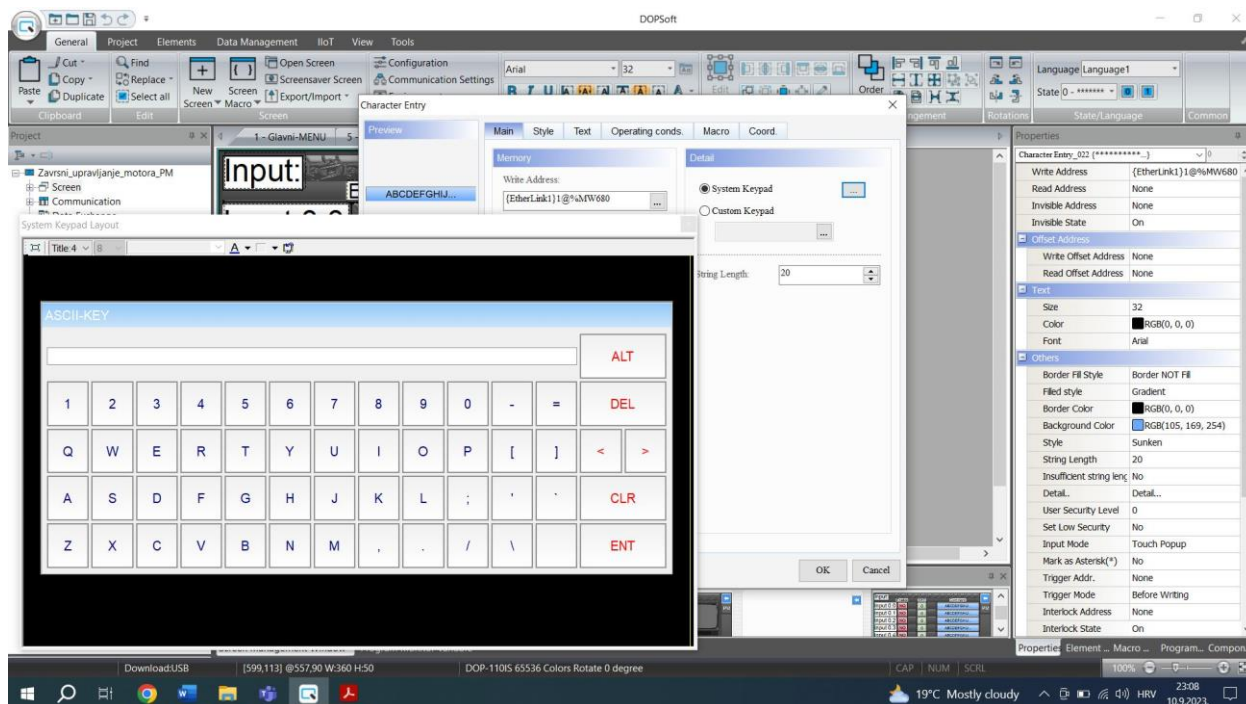 DOPSoft
General Project Elements Data Management IIoT View Tools
Paste
Cut
Copy
Duplicate
Clipboard
Find
Replace
Select all
Edit
New Screen
Screen Macro
Open Screen
Screensaver Screen
Export/Import
Screen
Configuration
Communication Settings
Arial 32
B I U
Edit
Order
Rotations
Language Language1
State 0 - *******
State/Language
Common
Project
Zavrsni_upravljanje_motora_PM
Screen
Communication
1 - Glavni-MENU
Input:
Character Entry
Preview
ABCDEFGHIJ...
Main Style Text Operating conds. Macro Coord.
Memory
Write Address:
{EtherLink1}1@%MW680 ...
Detail
System Keypad ...
Custom Keypad
...
String Length: 20
OK Cancel
System Keypad Layout
Title:4 8 A
ASCII-KEY
ALT
1 2 3 4 5 6 7 8 9 0 - = DEL
Q W E R T Y U I O P [ ] < >
A S D F G H J K L ; ' ` CLR
Z X C V B N M , . / \ ENT
Properties
Character Entry_022 {**********...}
Write Address {EtherLink1}1@%MW680
Read Address None
Invisible Address None
Invisible State On
Offset Address
Write Offset Address None
Read Offset Address None
Text
Size 32
Color RGB(0, 0, 0)
Font Arial
Others
Border Fill Style Border NOT Fill
Filled style Gradient
Border Color RGB(0, 0, 0)
Background Color RGB(105, 169, 254)
Style Sunken
String Length 20
Insufficient string leng No
Detail.. Detail...
User Security Level 0
Set Low Security No
Input Mode Touch Popup
Mark as Asterisk(*) No
Trigger Addr. None
Trigger Mode Before Writing
Interlock Address None
Interlock State On
Properties Element ... Macro ... Program... Compon
Download:USB [599,113] @557,90 W:360 H:50 DOP-110IS 65536 Colors Rotate 0 degree CAP NUM SCRL 100%
19°C Mostly cloudy HRV 23:08
10.9.2023.